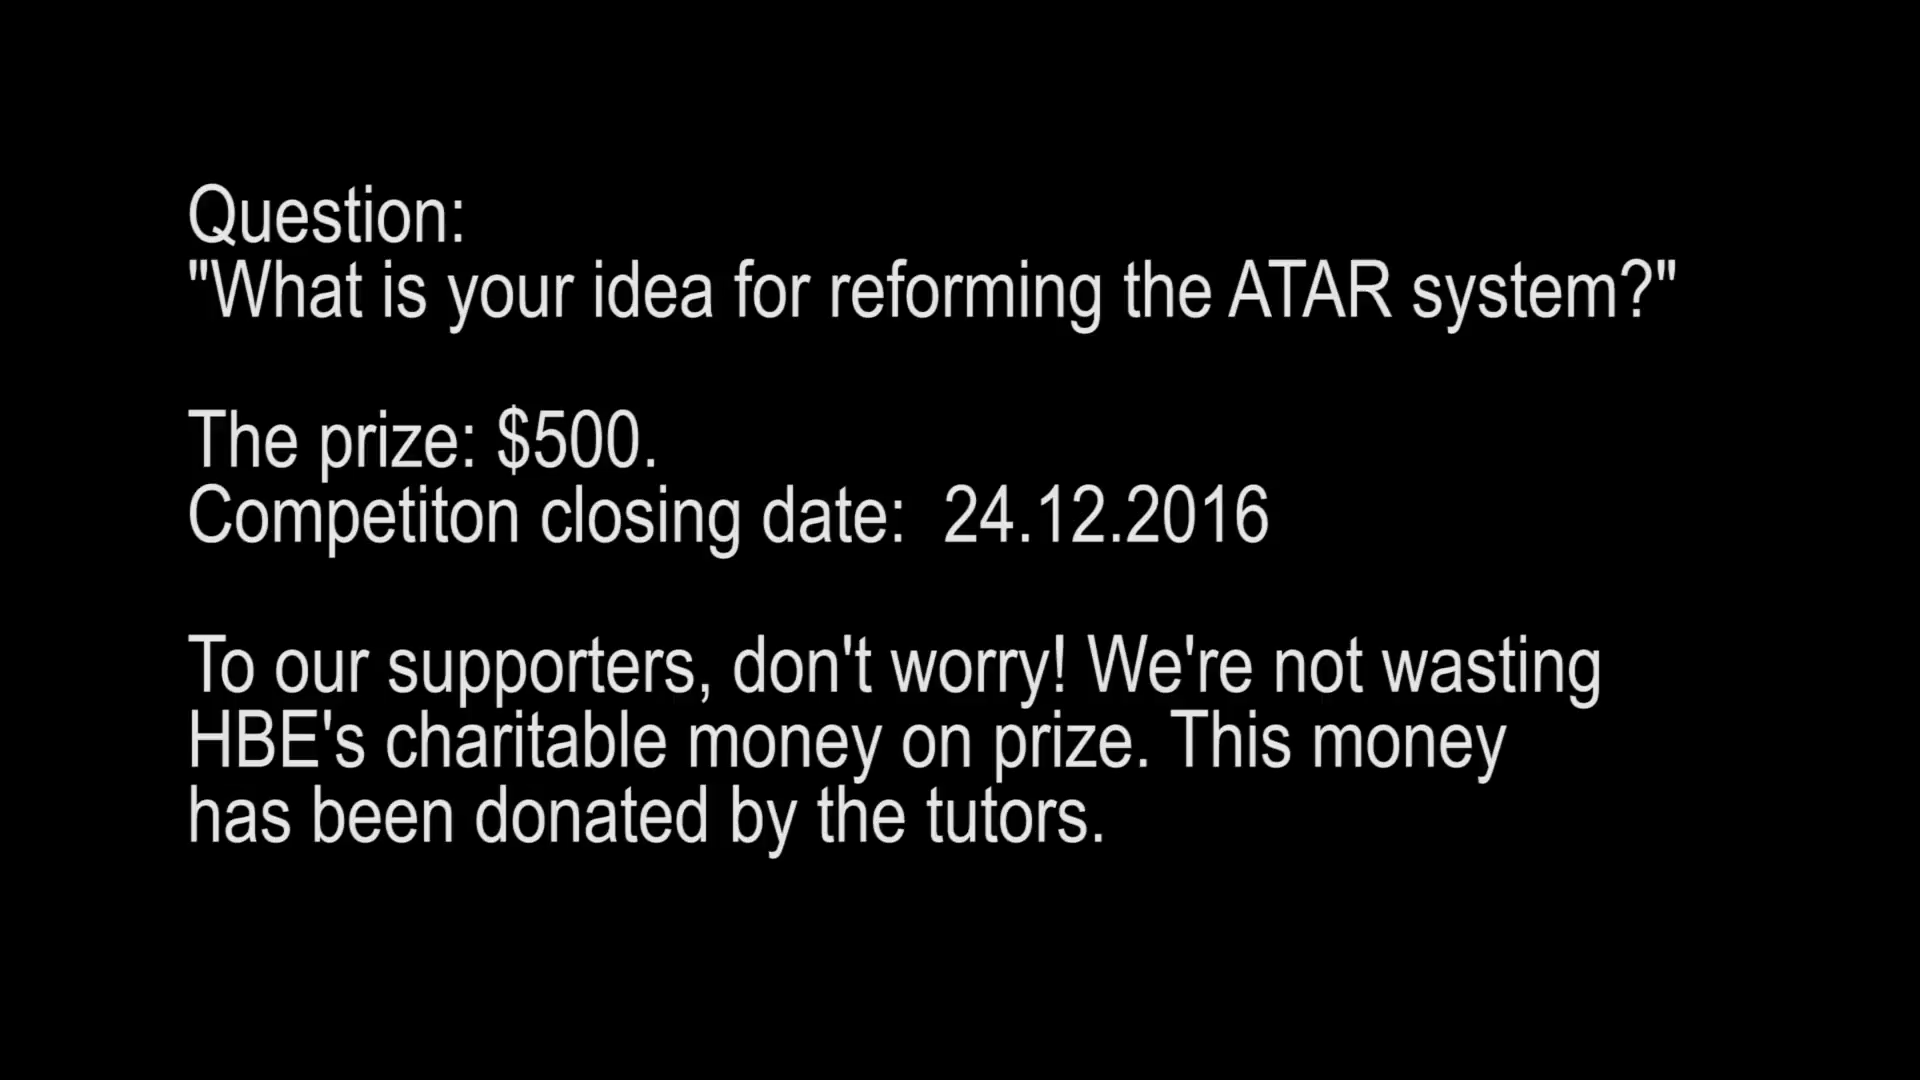 Question:
"What is your idea for reforming the ATAR system?"
The prize: $500.
Competiton closing date:  24.12.2016
To our supporters, don't worry! We're not wasting
HBE's charitable money on prize. This money
has been donated by the tutors.